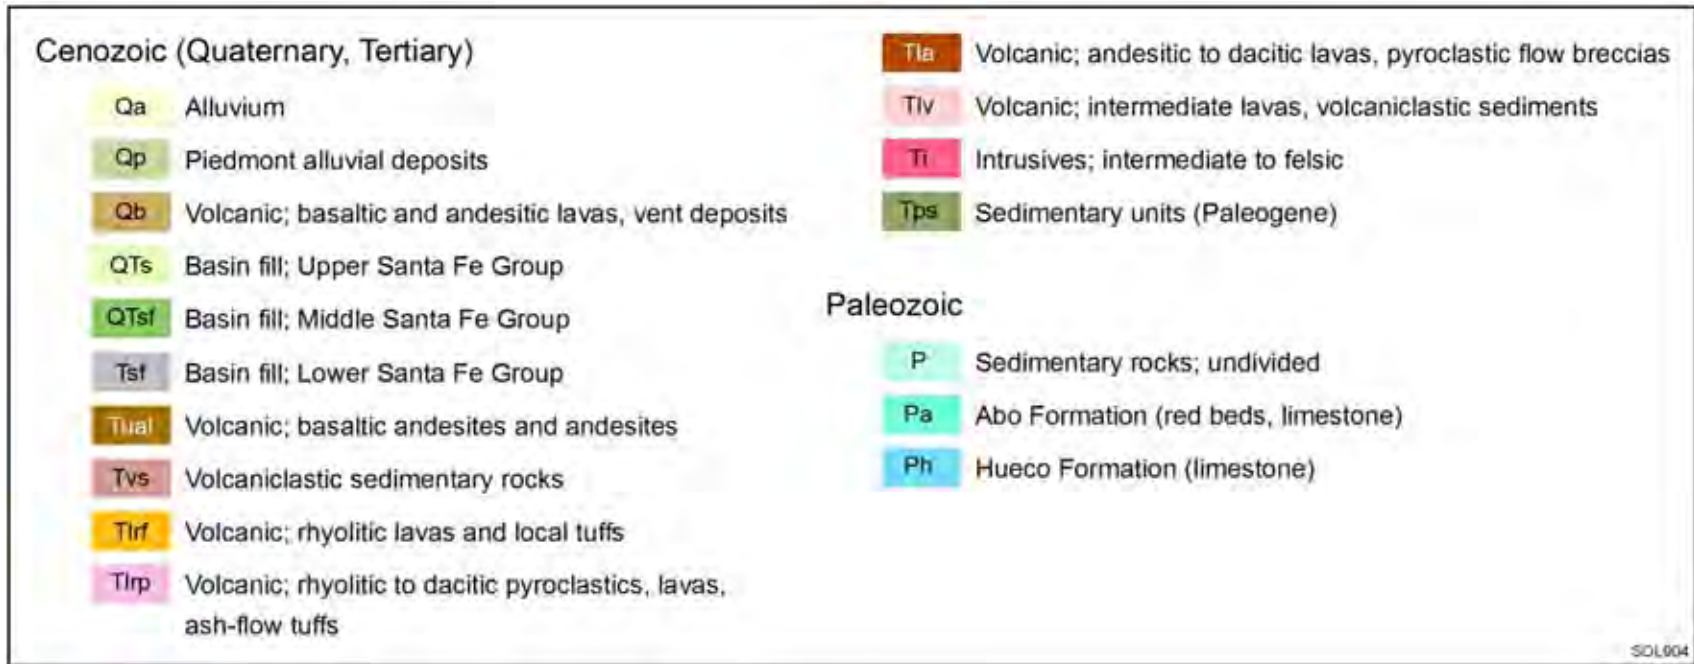 Cenozoic (Quaternary, Tertiary)
Qa Alluvium
Qp Piedmont alluvial deposits
Qb Volcanic; basaltic and andesitic lavas, vent deposits
QTs Basin fill; Upper Santa Fe Group
QTsf Basin fill; Middle Santa Fe Group
Tsf Basin fill; Lower Santa Fe Group
Tual Volcanic; basaltic andesites and andesites
Tvs Volcaniclastic sedimentary rocks
Tlrf Volcanic; rhyolitic lavas and local tuffs
Tlrp Volcanic; rhyolitic to dacitic pyroclastics, lavas,
ash-flow tuffs
Tla Volcanic; andesitic to dacitic lavas, pyroclastic flow breccias
Tlv Volcanic; intermediate lavas, volcaniclastic sediments
Ti Intrusives; intermediate to felsic
Tps Sedimentary units (Paleogene)
Paleozoic
P Sedimentary rocks; undivided
Pa Abo Formation (red beds, limestone)
Ph Hueco Formation (limestone)
SOL904